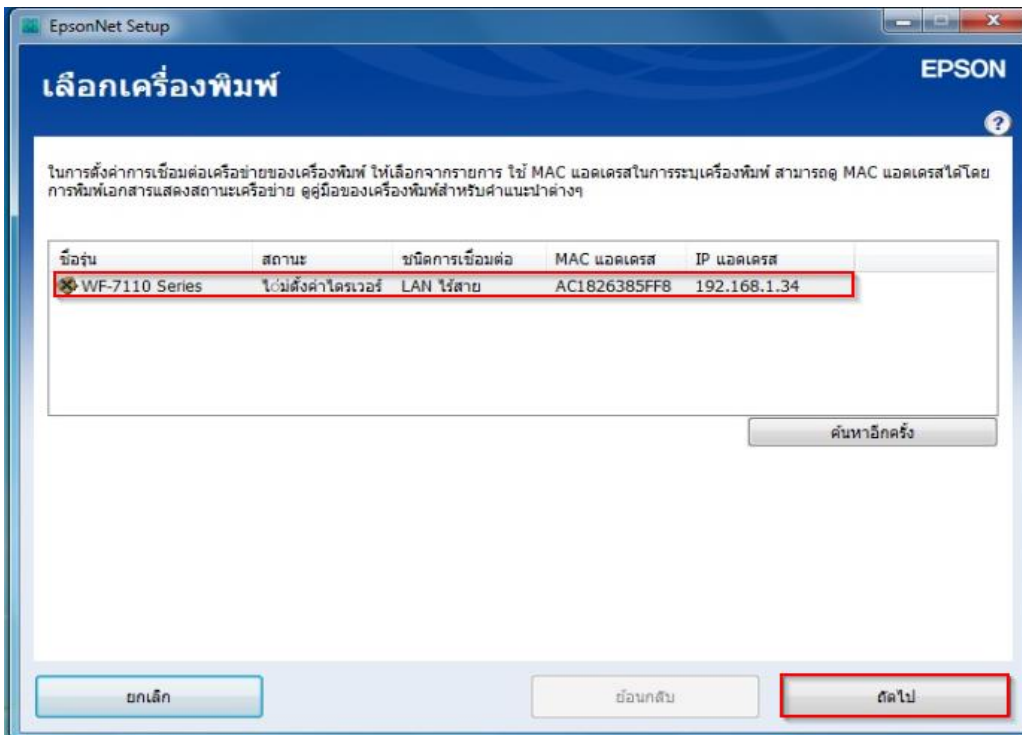 EpsonNet Setup
EPSON
เลือกเครื่องพิมพ์
?
ในการตั้งค่าการเชื่อมต่อเครือข่ายของเครื่องพิมพ์ ให้เลือกจากรายการ ใช้ MAC แอดเดรสในการระบุเครื่องพิมพ์ สามารถดู MAC แอดเดรสได้โดย
การพิมพ์เอกสารแสดงสถานะเครือข่าย ดูคู่มือของเครื่องพิมพ์สำหรับคำแนะนำต่างๆ
ชื่อรุ่น สถานะ ชนิดการเชื่อมต่อ MAC แอดเดรส IP แอดเดรส
WF-7110 Series ไ่ม่ตั้งค่าไดรเวอร์ LAN ไร้สาย AC1826385FF8 192.168.1.34
ค้นหาอีกครั้ง
ยกเลิก ย้อนกลับ ถัดไป